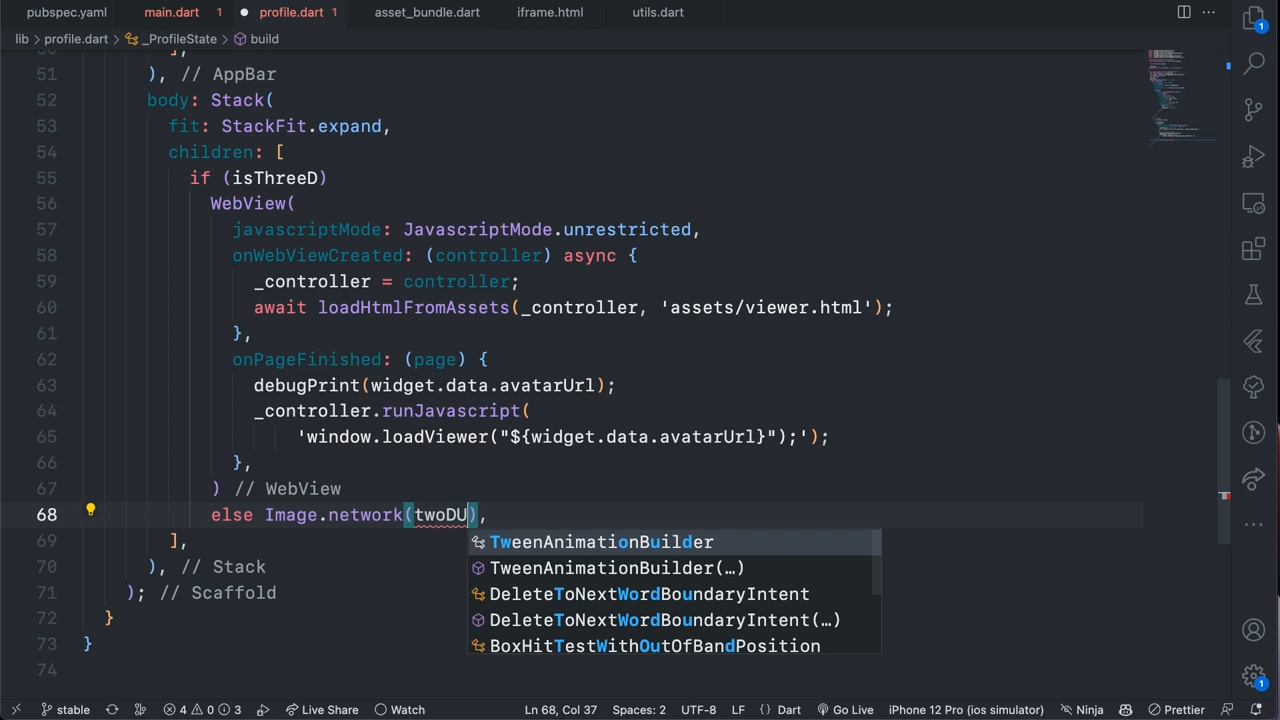 pubspec.yaml main.dart 1 profile.dart 1 asset_bundle.dart iframe.html utils.dart
lib > profile.dart > _ProfileState > build
51 ), // AppBar
52 body: Stack(
53 fit: StackFit.expand,
54 children: [
55 if (isThreeD)
56 WebView(
57 javascriptMode: JavascriptMode.unrestricted,
58 onWebViewCreated: (controller) async {
59 _controller = controller;
60 await loadHtmlFromAssets(_controller, 'assets/viewer.html');
61 },
62 onPageFinished: (page) {
63 debugPrint(widget.data.avatarUrl);
64 _controller.runJavascript(
65 'window.loadViewer("${widget.data.avatarUrl}");');
66 },
67 ) // WebView
68 else Image.network(twoDU),
69 ],
TweenAnimationBuilder
70 ), // Stack
TweenAnimationBuilder(…)
71 ); // Scaffold
DeleteToNextWordBoundaryIntent
72 }
DeleteToNextWordBoundaryIntent(…)
73 }
BoxHitTestWithOutOfBandPosition
74
stable 4 0 3 Live Share Watch Ln 68, Col 37 Spaces: 2 UTF-8 LF {} Dart Go Live iPhone 12 Pro (ios simulator) Ninja Prettier
1
1